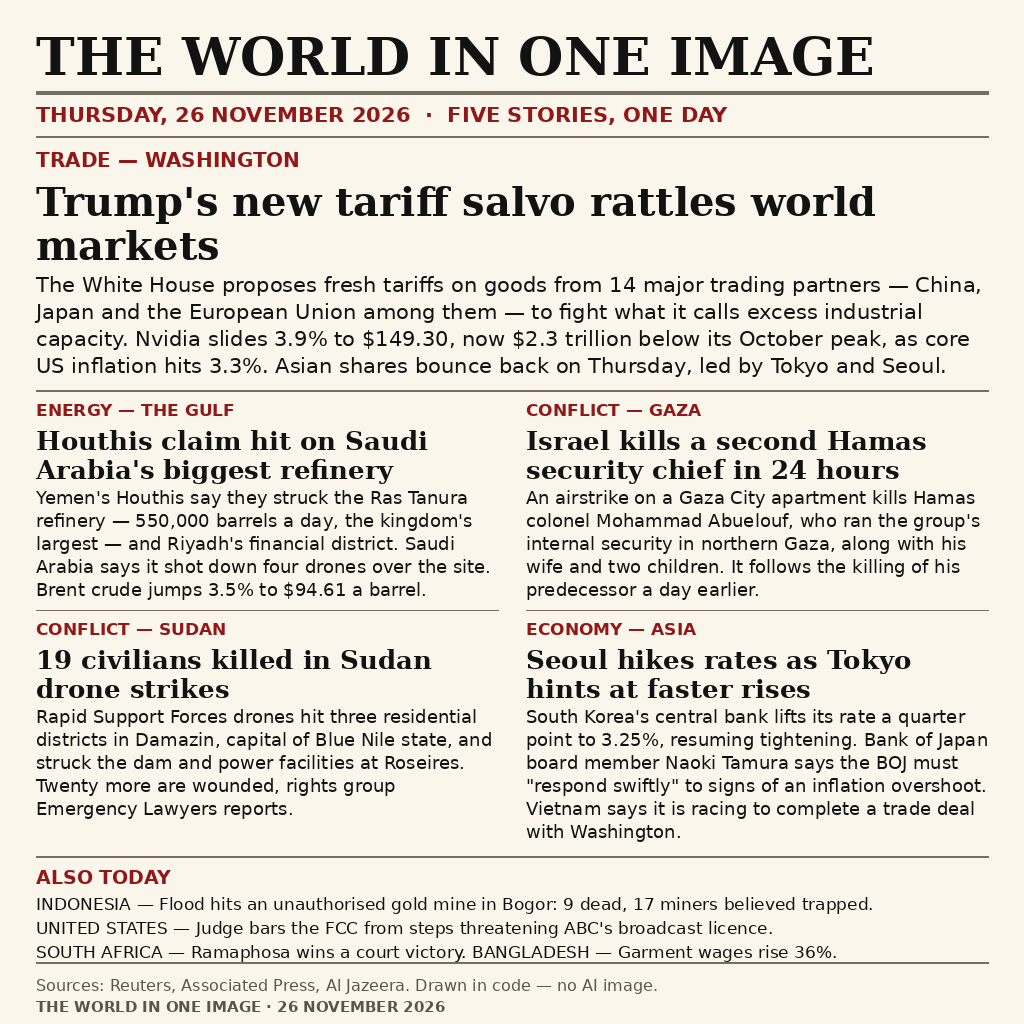 THE WORLD IN ONE IMAGE
THURSDAY, 26 NOVEMBER 2026 · FIVE STORIES, ONE DAY
TRADE — WASHINGTON
Trump's new tariff salvo rattles world
markets
The White House proposes fresh tariffs on goods from 14 major trading partners — China,
Japan and the European Union among them — to fight what it calls excess industrial
capacity. Nvidia slides 3.9% to $149.30, now $2.3 trillion below its October peak, as core
US inflation hits 3.3%. Asian shares bounce back on Thursday, led by Tokyo and Seoul.
ENERGY — THE GULF
Houthis claim hit on Saudi
Arabia's biggest refinery
Yemen's Houthis say they struck the Ras Tanura
refinery — 550,000 barrels a day, the kingdom's
largest — and Riyadh's financial district. Saudi
Arabia says it shot down four drones over the site.
Brent crude jumps 3.5% to $94.61 a barrel.
CONFLICT — GAZA
Israel kills a second Hamas
security chief in 24 hours
An airstrike on a Gaza City apartment kills Hamas
colonel Mohammad Abuelouf, who ran the group's
internal security in northern Gaza, along with his
wife and two children. It follows the killing of his
predecessor a day earlier.
CONFLICT — SUDAN
19 civilians killed in Sudan
drone strikes
Rapid Support Forces drones hit three residential
districts in Damazin, capital of Blue Nile state, and
struck the dam and power facilities at Roseires.
Twenty more are wounded, rights group
Emergency Lawyers reports.
ECONOMY — ASIA
Seoul hikes rates as Tokyo
hints at faster rises
South Korea's central bank lifts its rate a quarter
point to 3.25%, resuming tightening. Bank of Japan
board member Naoki Tamura says the BOJ must
"respond swiftly" to signs of an inflation overshoot.
Vietnam says it is racing to complete a trade deal
with Washington.
ALSO TODAY
INDONESIA — Flood hits an unauthorised gold mine in Bogor: 9 dead, 17 miners believed trapped.
UNITED STATES — Judge bars the FCC from steps threatening ABC's broadcast licence.
SOUTH AFRICA — Ramaphosa wins a court victory. BANGLADESH — Garment wages rise 36%.
Sources: Reuters, Associated Press, Al Jazeera. Drawn in code — no AI image.
THE WORLD IN ONE IMAGE · 26 NOVEMBER 2026